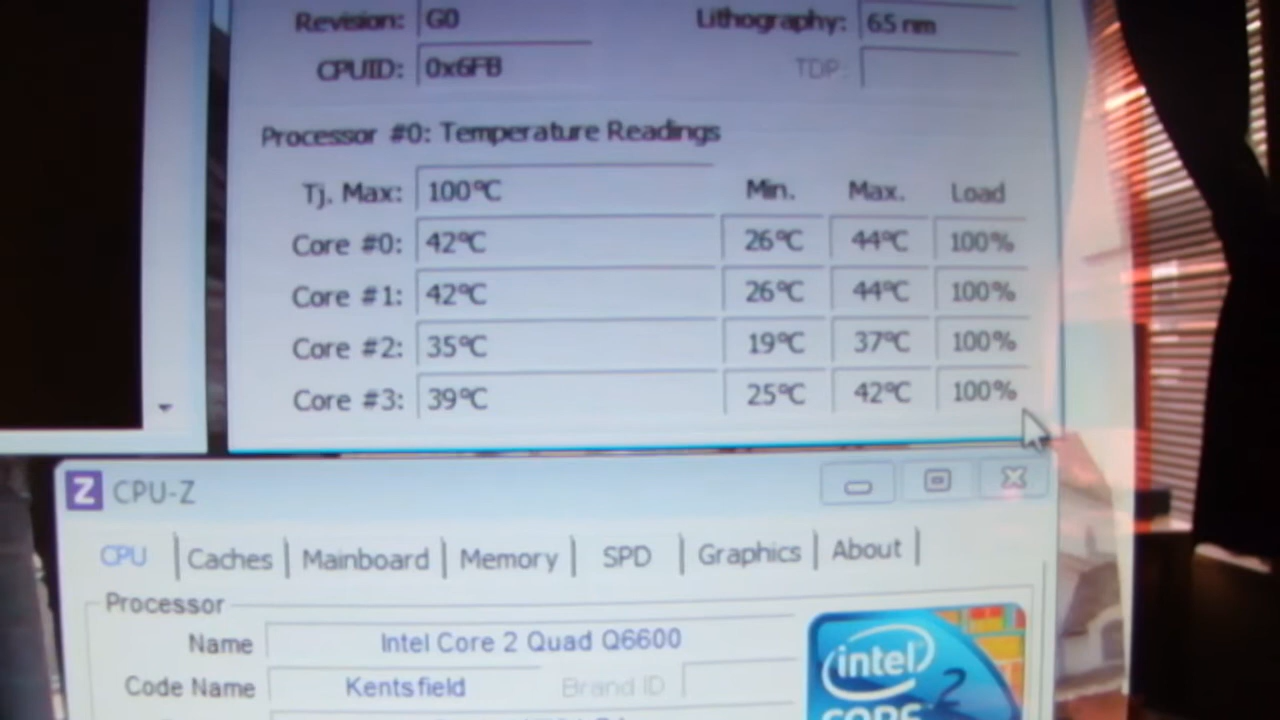 Revision: G0 Lithography: 65 nm
CPUID: 0x6FB TDP:
Processor #0: Temperature Readings
Tj. Max: 100°C Min. Max. Load
Core #0: 42°C 26°C 44°C 100%
Core #1: 42°C 26°C 44°C 100%
Core #2: 35°C 19°C 37°C 100%
Core #3: 39°C 25°C 42°C 100%
Z CPU-Z
CPU Caches Mainboard Memory SPD Graphics About
Processor
Name Intel Core 2 Quad Q6600
Code Name Kentsfield Brand ID
intel
CORE 2